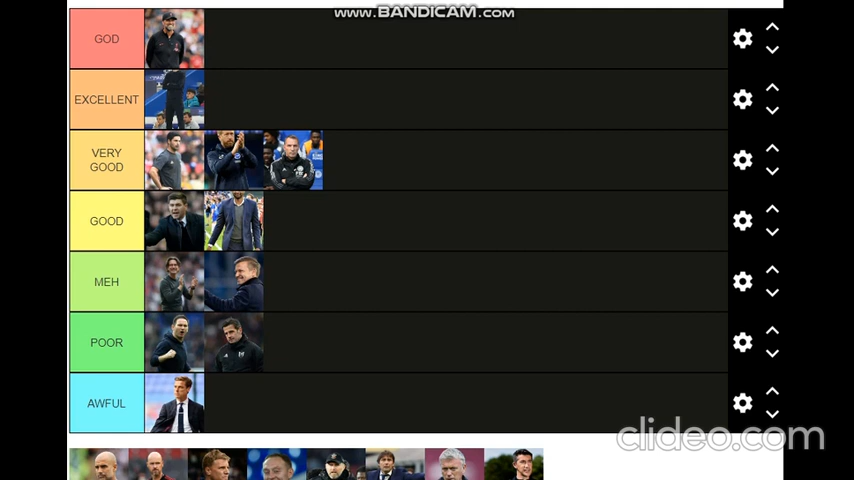 WWW.BANDICAM.COM
GOD
EXCELLENT
VERY
GOOD
GOOD
MEH
POOR
AWFUL
clideo.com